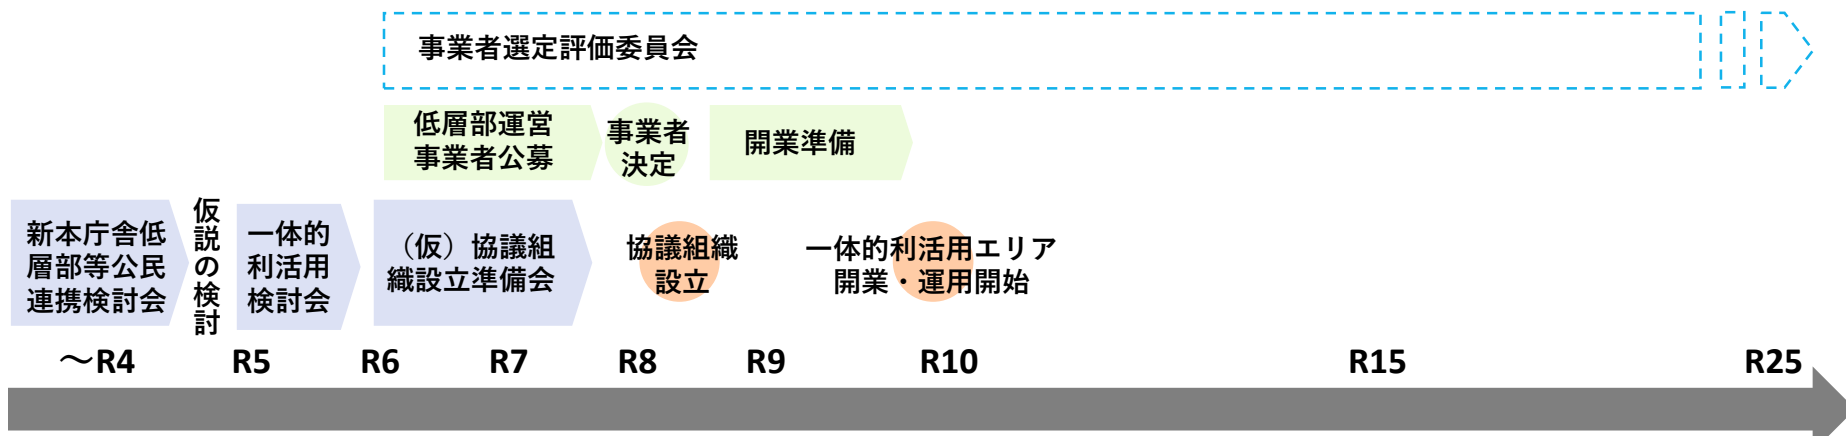 事業者選定評価委員会
低層部運営
事業者公募
事業者
決定
開業準備
新本庁舎低
層部等公民
連携検討会
仮説の検討
一体的
利活用
検討会
（仮）協議組
織設立準備会
協議組織
設立
一体的利活用エリア
開業・運用開始
～R4
R5
R6
R7
R8
R9
R10
R15
R25